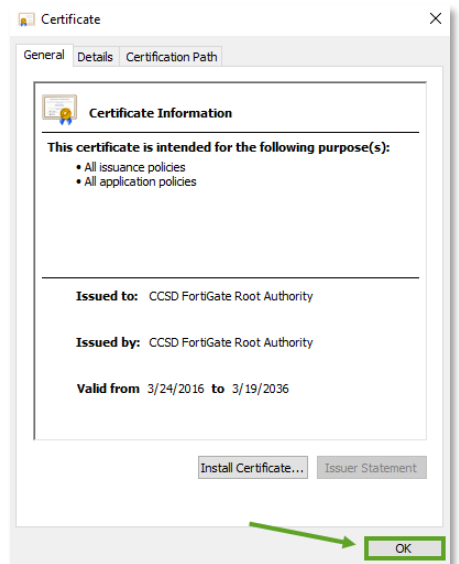 Certificate
General Details Certification Path
Certificate Information
This certificate is intended for the following purpose(s):
• All issuance policies
• All application policies
Issued to: CCSD FortiGate Root Authority
Issued by: CCSD FortiGate Root Authority
Valid from 3/24/2016 to 3/19/2036
Install Certificate... Issuer Statement
OK